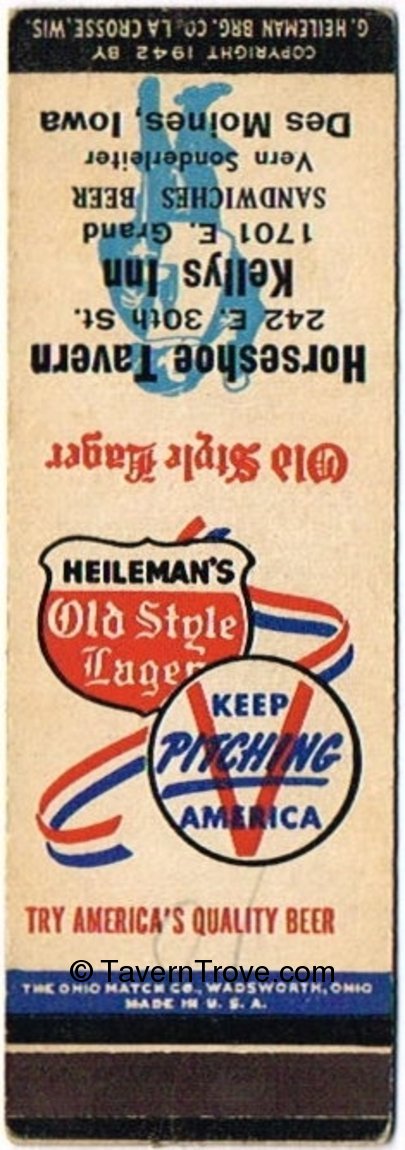 G. HEILEMAN BRG. CO. LA CROSSE, WIS.
COPYRIGHT 1942 BY
Des Moines, Iowa
Vern Sonderleiter
SANDWICHES BEER
1701 E. Grand
Kellys Inn
242 E. 30th St.
Horseshoe Tavern
Old Style Lager
HEILEMAN'S
Old Style
Lager
KEEP
PITCHING
AMERICA
TRY AMERICA'S QUALITY BEER
© TavernTrove.com
THE OHIO MATCH CO., WADSWORTH, OHIO
MADE IN U. S. A.